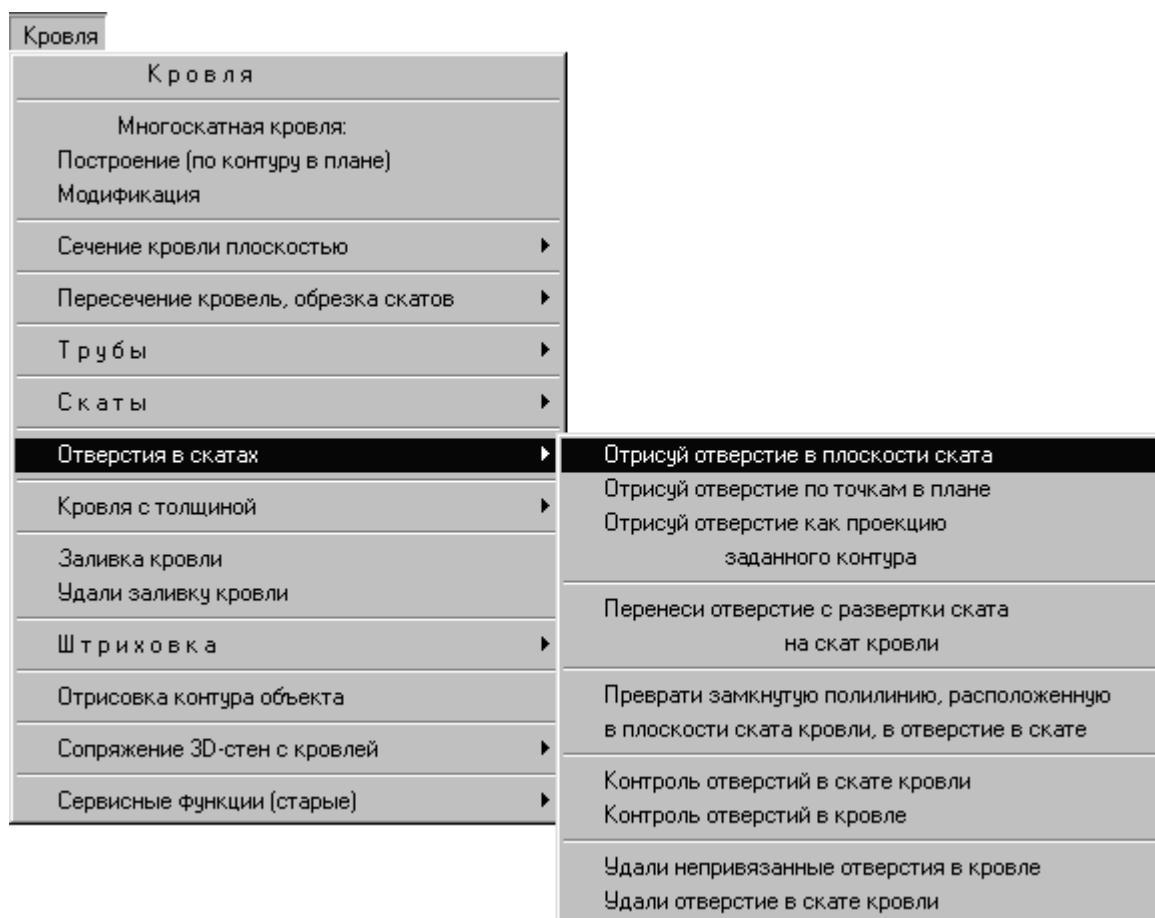 Кровля
К р о в л я
Многоскатная кровля:
Построение (по контуру в плане)
Модификация
Сечение кровли плоскостью
Пересечение кровель, обрезка скатов
Т р у б ы
С к а т ы
Отверстия в скатах
Кровля с толщиной
Заливка кровли
Удали заливку кровли
Ш т р и х о в к а
Отрисовка контура объекта
Сопряжение 3D-стен с кровлей
Сервисные функции (старые)
Отрисуй отверстие в плоскости ската
Отрисуй отверстие по точкам в плане
Отрисуй отверстие как проекцию
заданного контура
Перенеси отверстие с развертки ската
на скат кровли
Преврати замкнутую полилинию, расположенную
в плоскости ската кровли, в отверстие в скате
Контроль отверстий в скате кровли
Контроль отверстий в кровле
Удали непривязанные отверстия в кровле
Удали отверстие в скате кровли